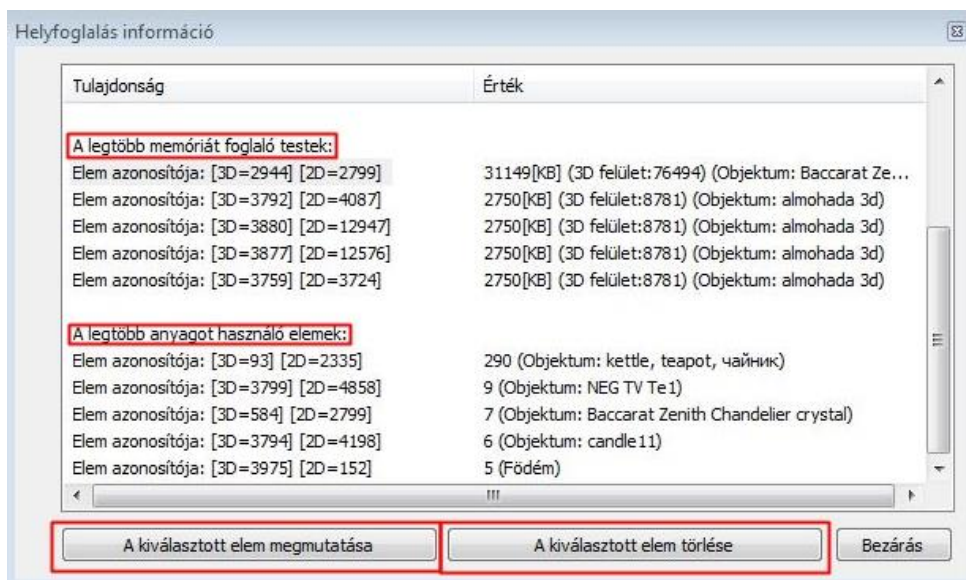 Helyfoglalás információ
Tulajdonság Érték
A legtöbb memóriát foglaló testek:
Elem azonosítója: [3D=2944] [2D=2799] 31149[KB] (3D felület:76494) (Objektum: Baccarat Ze...
Elem azonosítója: [3D=3792] [2D=4087] 2750[KB] (3D felület:8781) (Objektum: almohada 3d)
Elem azonosítója: [3D=3880] [2D=12947] 2750[KB] (3D felület:8781) (Objektum: almohada 3d)
Elem azonosítója: [3D=3877] [2D=12576] 2750[KB] (3D felület:8781) (Objektum: almohada 3d)
Elem azonosítója: [3D=3759] [2D=3724] 2750[KB] (3D felület:8781) (Objektum: almohada 3d)
A legtöbb anyagot használó elemek:
Elem azonosítója: [3D=93] [2D=2335] 290 (Objektum: kettle, teapot, чайник)
Elem azonosítója: [3D=3799] [2D=4858] 9 (Objektum: NEG TV Te1)
Elem azonosítója: [3D=584] [2D=2799] 7 (Objektum: Baccarat Zenith Chandelier crystal)
Elem azonosítója: [3D=3794] [2D=4198] 6 (Objektum: candle11)
Elem azonosítója: [3D=3975] [2D=152] 5 (Födém)
A kiválasztott elem megmutatása A kiválasztott elem törlése Bezárás